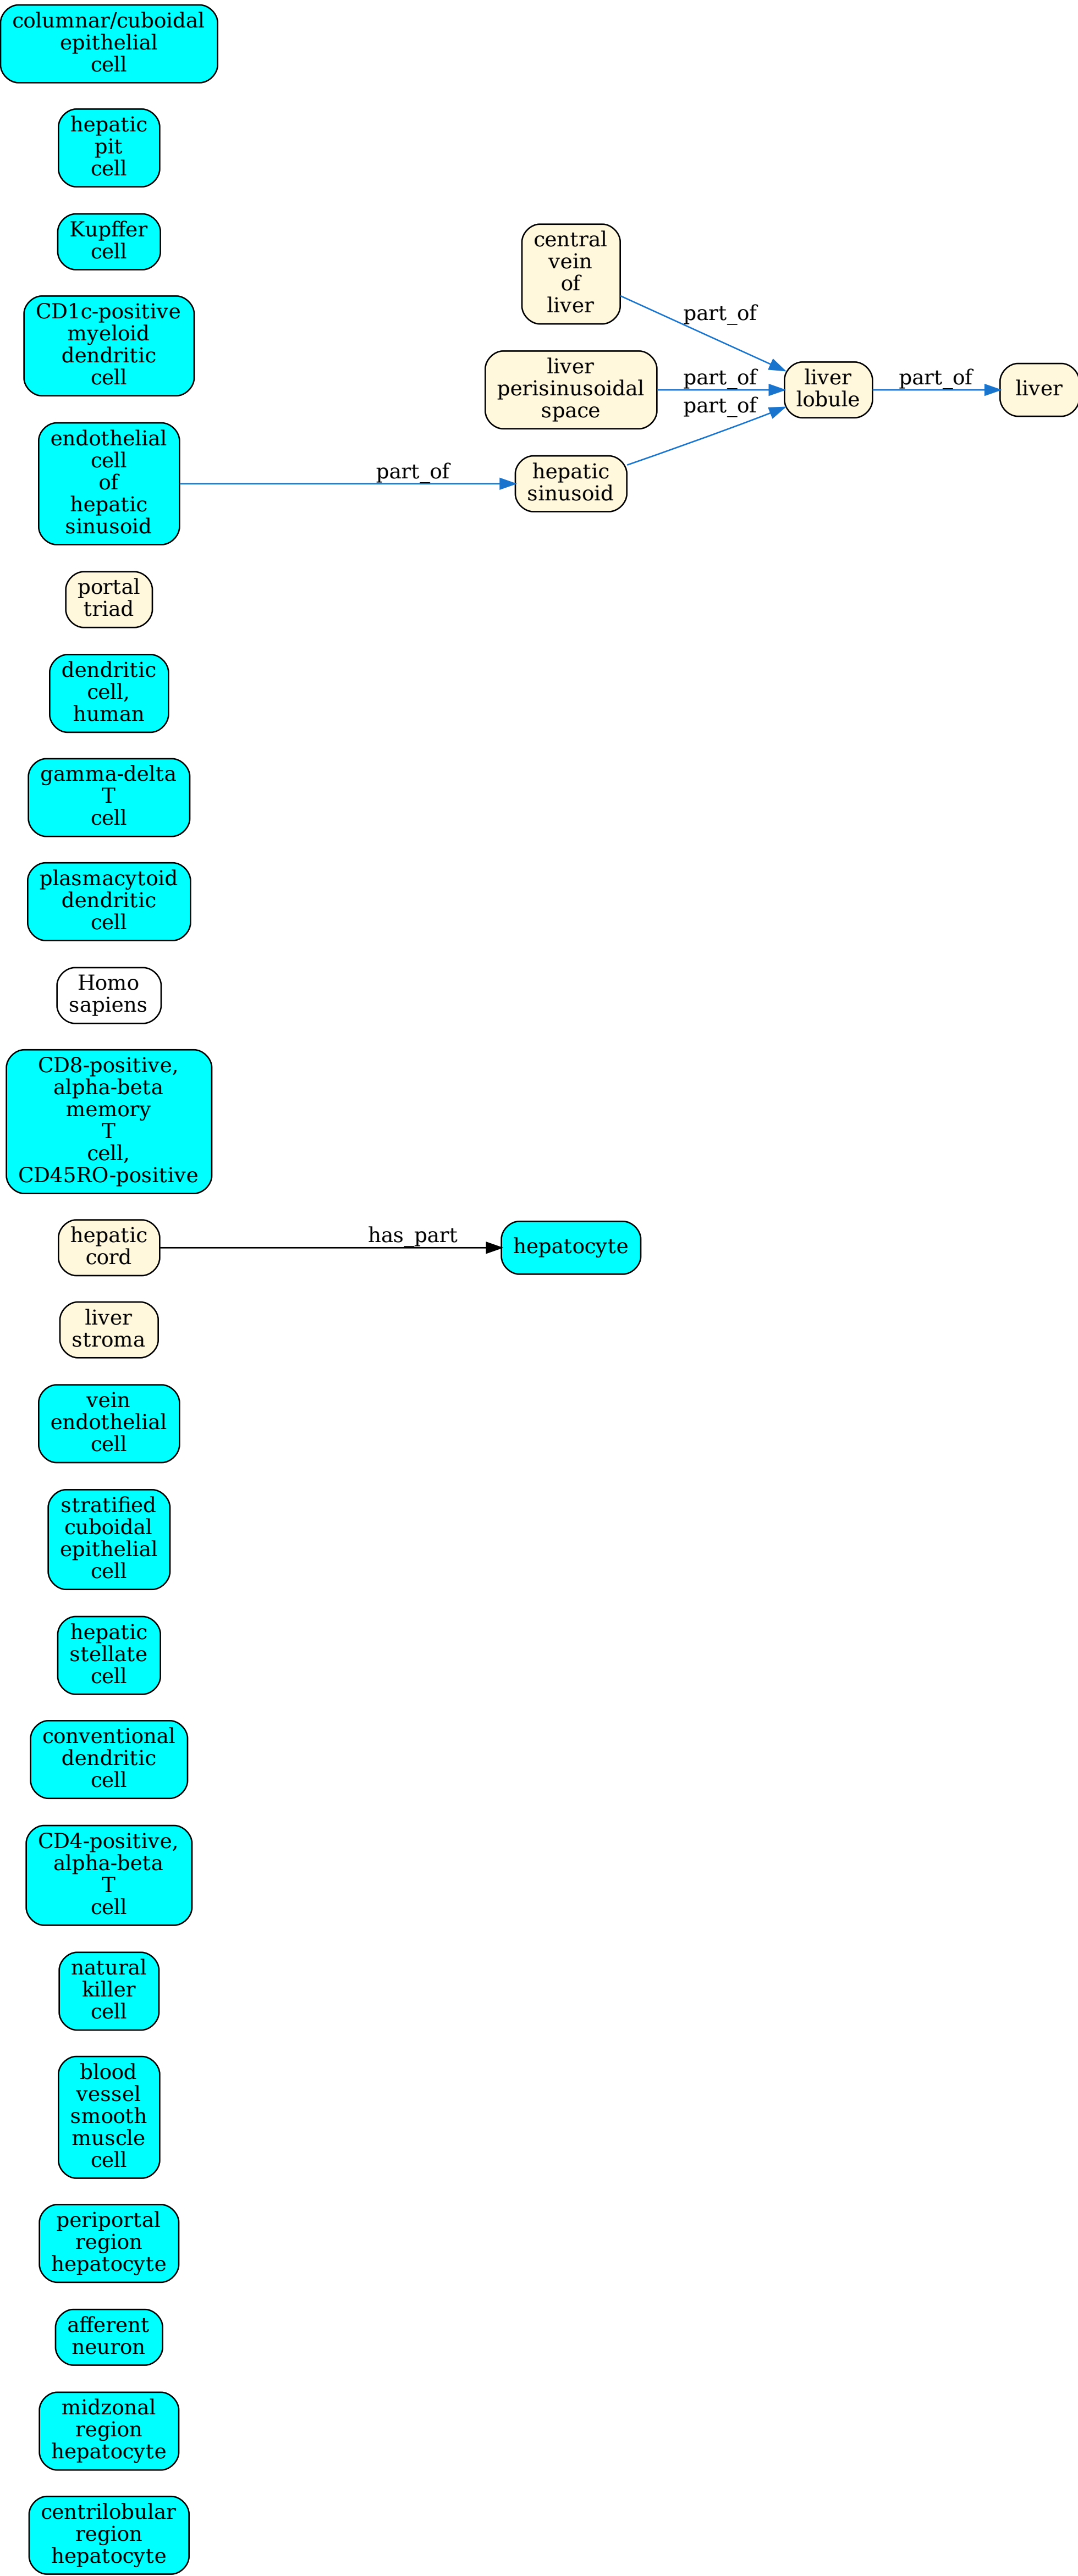 columnar/cuboidal
epithelial
cell
hepatic
pit
cell
Kupffer
cell
central
vein
of
liver
part_of
CD1c-positive
myeloid
dendritic
cell
liver
perisinusoidal
space
part_of
liver
lobule
part_of
liver
part_of
endothelial
cell
of
hepatic
sinusoid
part_of
hepatic
sinusoid
portal
triad
dendritic
cell,
human
gamma-delta
T
cell
plasmacytoid
dendritic
cell
Homo
sapiens
CD8-positive,
alpha-beta
memory
T
cell,
CD45RO-positive
hepatic
cord
has_part
hepatocyte
liver
stroma
vein
endothelial
cell
stratified
cuboidal
epithelial
cell
hepatic
stellate
cell
conventional
dendritic
cell
CD4-positive,
alpha-beta
T
cell
natural
killer
cell
blood
vessel
smooth
muscle
cell
periportal
region
hepatocyte
afferent
neuron
midzonal
region
hepatocyte
centrilobular
region
hepatocyte